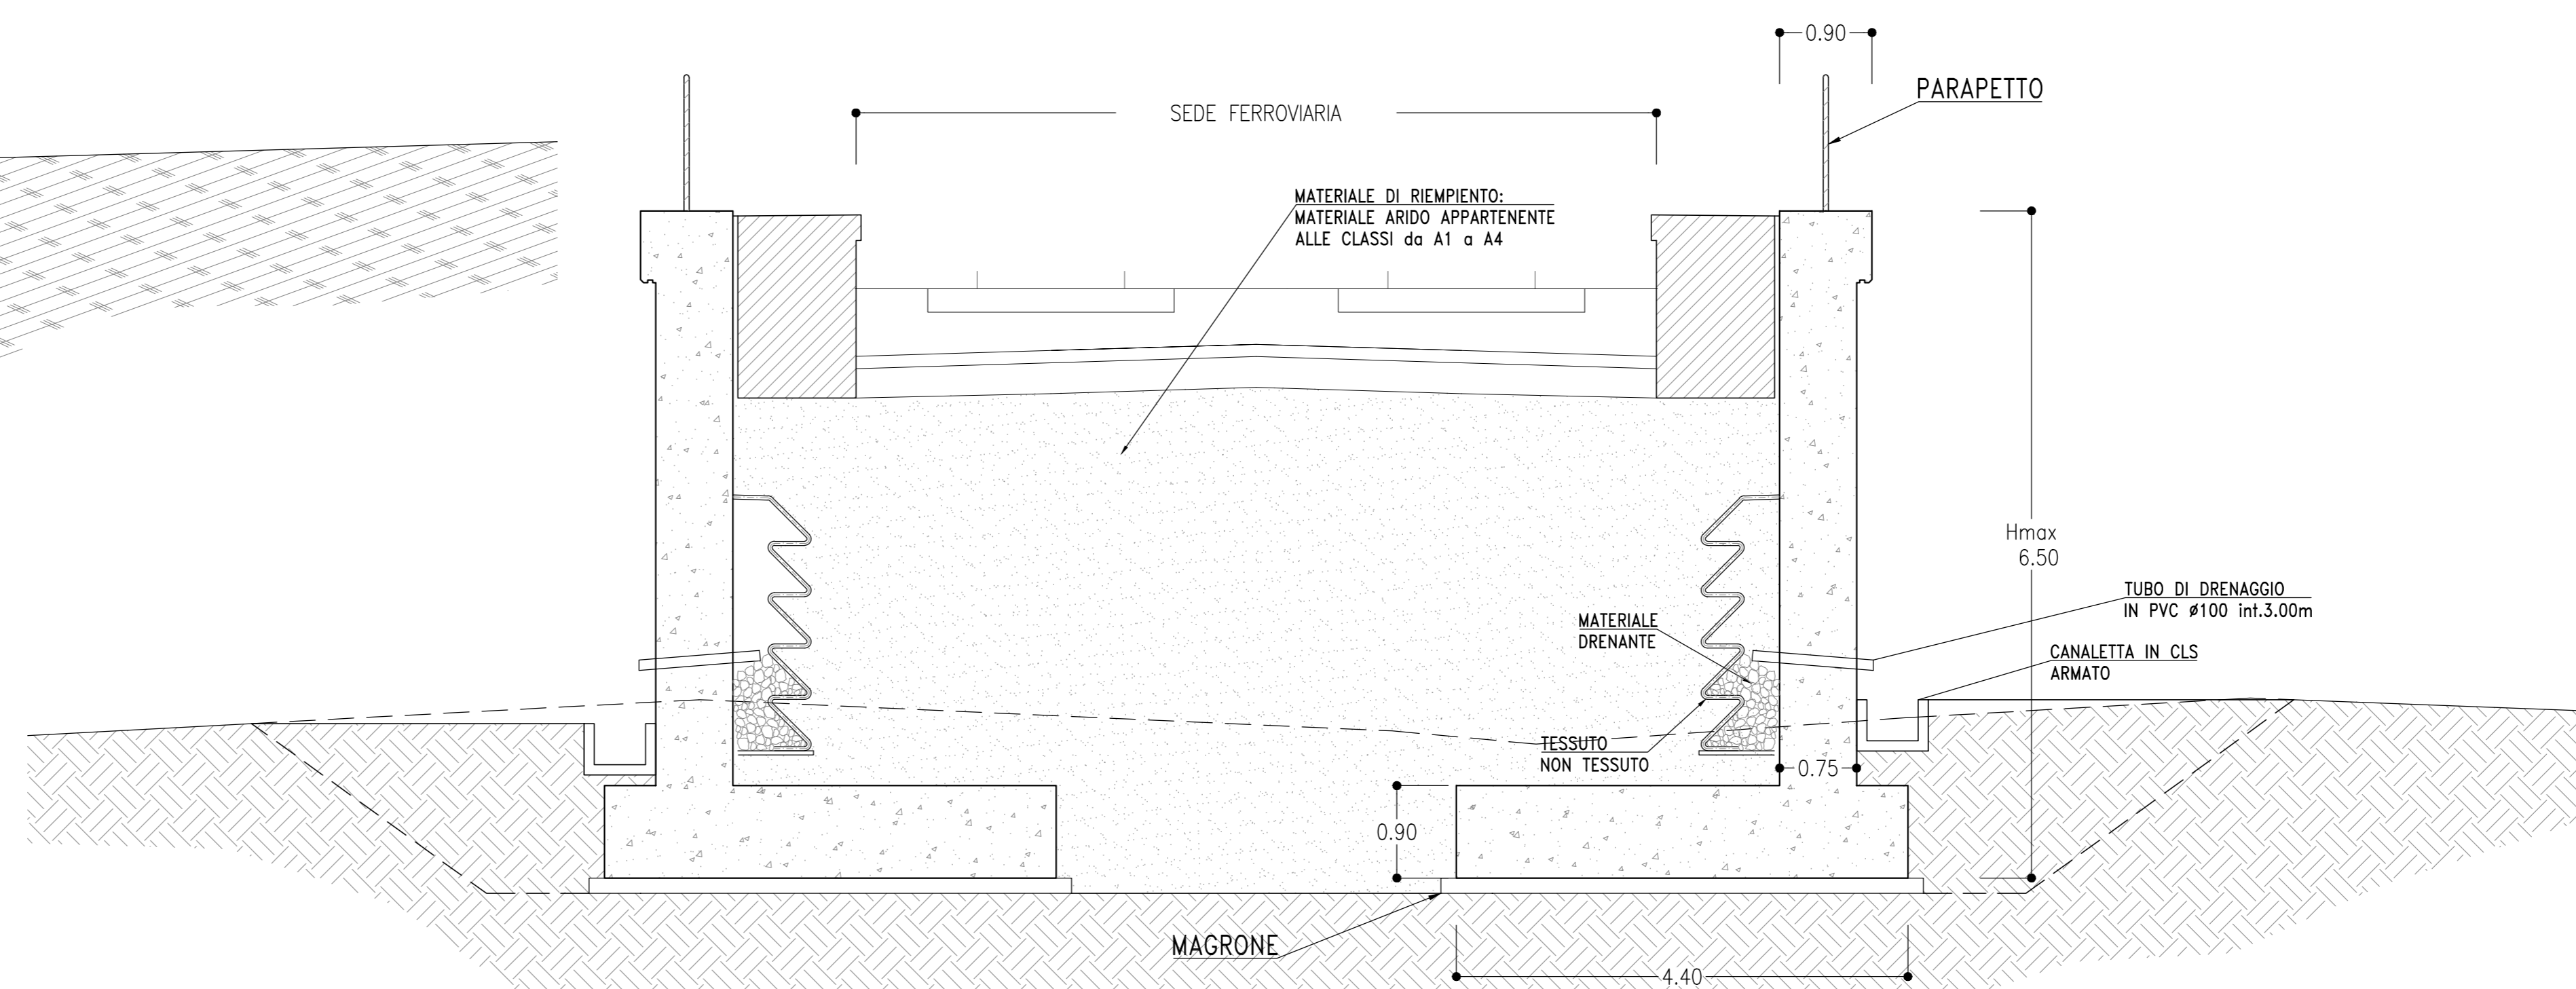 0.90
PARAPETTO
SEDE FERROVIARIA
MATERIALE DI RIEMPIENTO:
MATERIALE ARIDO APPARTENENTE
ALLE CLASSI da A1 a A4
Hmax
6.50
TUBO DI DRENAGGIO
IN PVC ø100 int.3.00m
MATERIALE
DRENANTE
CANALETTA IN CLS
ARMATO
TESSUTO
NON TESSUTO
0.75
0.90
MAGRONE
4.40